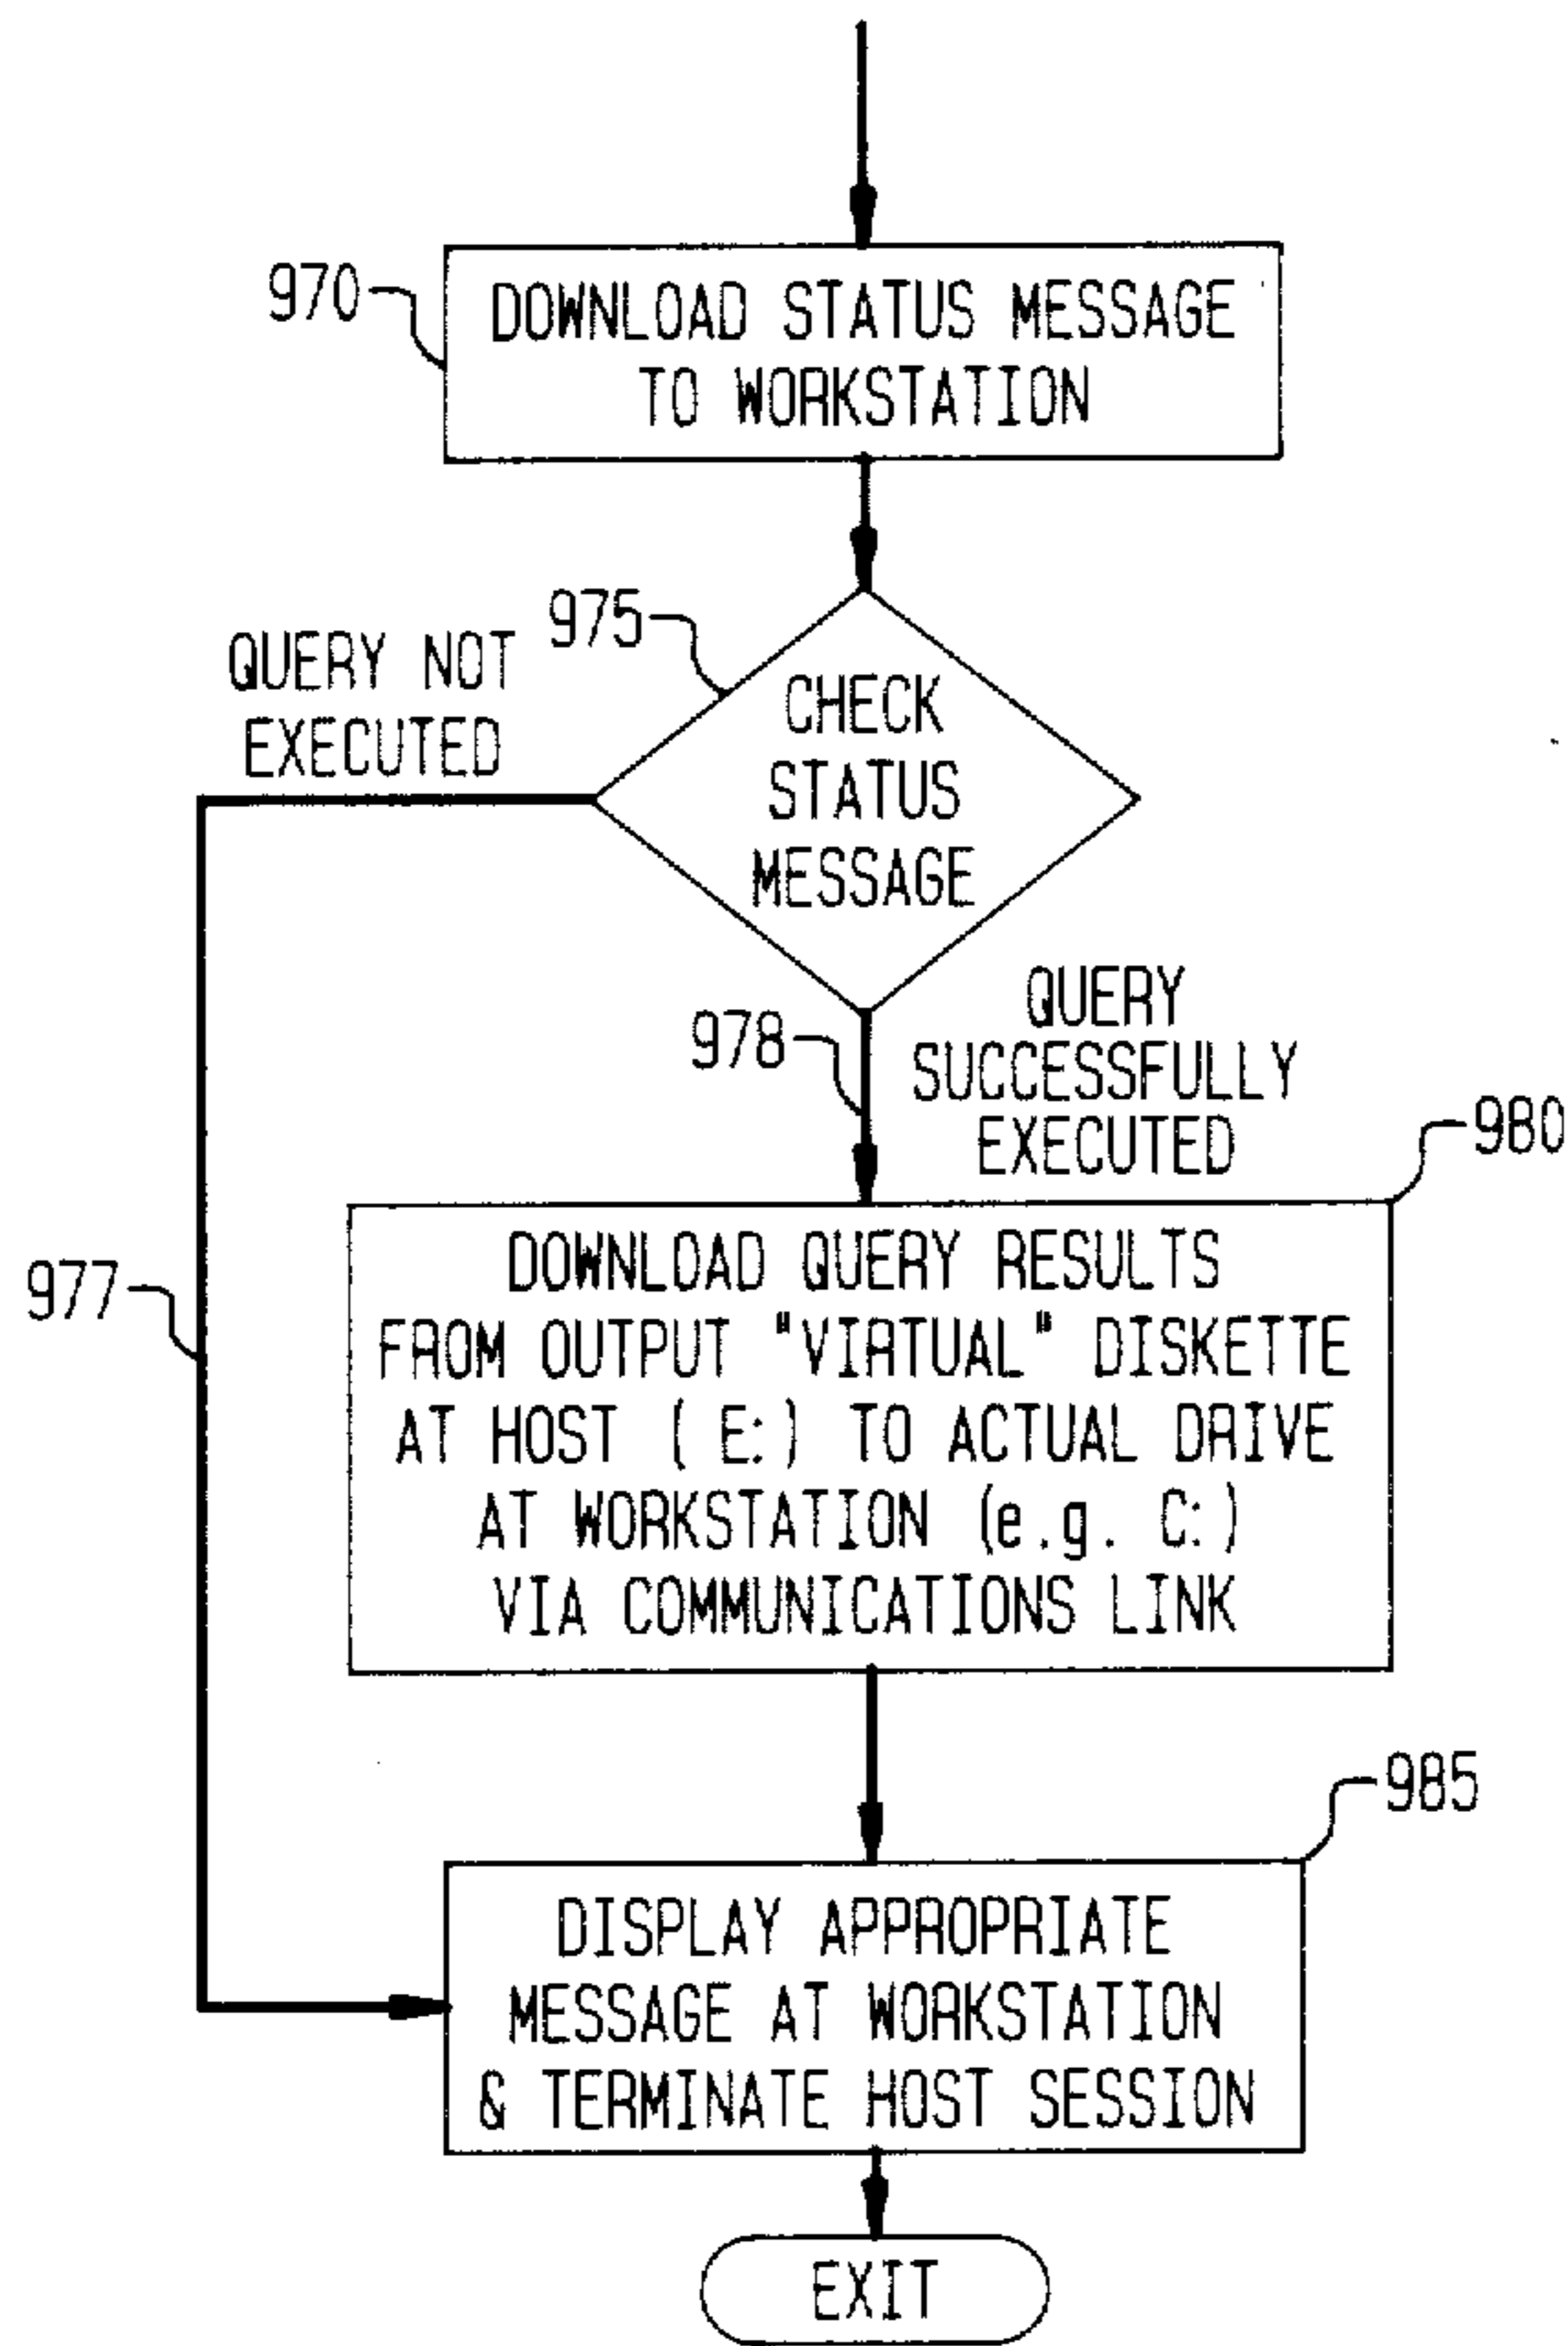 970
DOWNLOAD STATUS MESSAGE
TO WORKSTATION
975
QUERY NOT
EXECUTED
CHECK
STATUS
MESSAGE
978
QUERY
SUCCESSFULLY
EXECUTED
980
977
DOWNLOAD QUERY RESULTS
FROM OUTPUT "VIRTUAL" DISKETTE
AT HOST ( E:) TO ACTUAL DRIVE
AT WORKSTATION (e.g. C:)
VIA COMMUNICATIONS LINK
985
DISPLAY APPROPRIATE
MESSAGE AT WORKSTATION
& TERMINATE HOST SESSION
EXIT